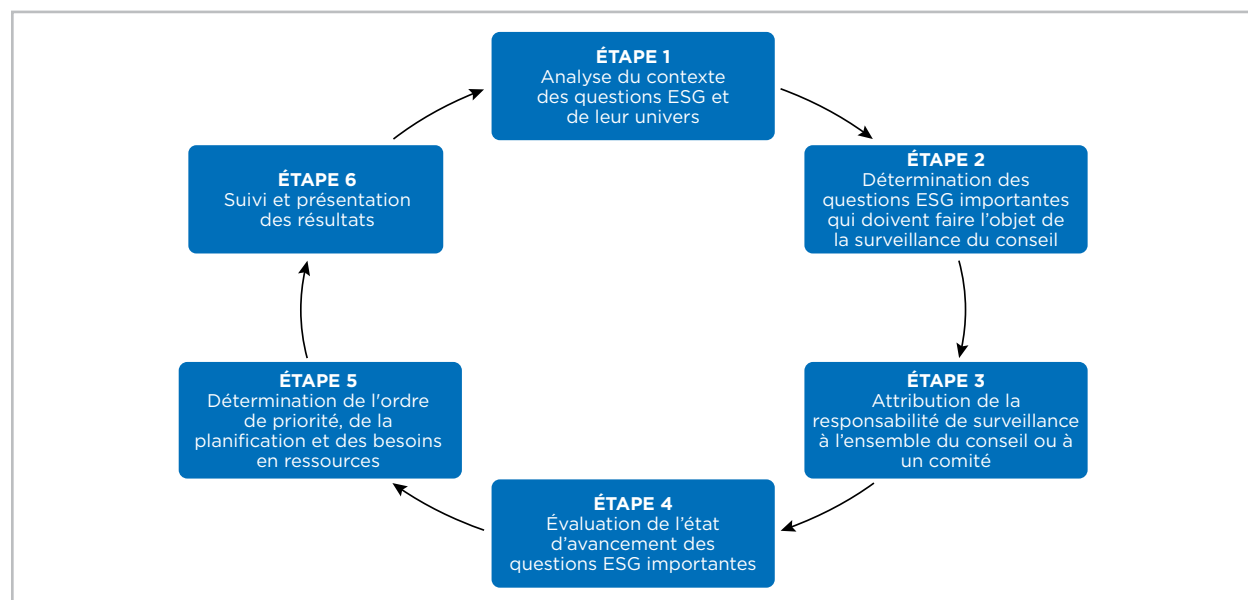 ÉTAPE 1
Analyse du contexte
des questions ESG et
de leur univers
ÉTAPE 2
Détermination des
questions ESG importantes
qui doivent faire l’objet de
la surveillance du conseil
ÉTAPE 3
Attribution de la
responsabilité de surveillance
à l’ensemble du conseil ou à
un comité
ÉTAPE 4
Évaluation de l’état
d’avancement des
questions ESG importantes
ÉTAPE 5
Détermination de l'ordre
de priorité, de la
planification et des besoins
en ressources
ÉTAPE 6
Suivi et présentation
des résultats